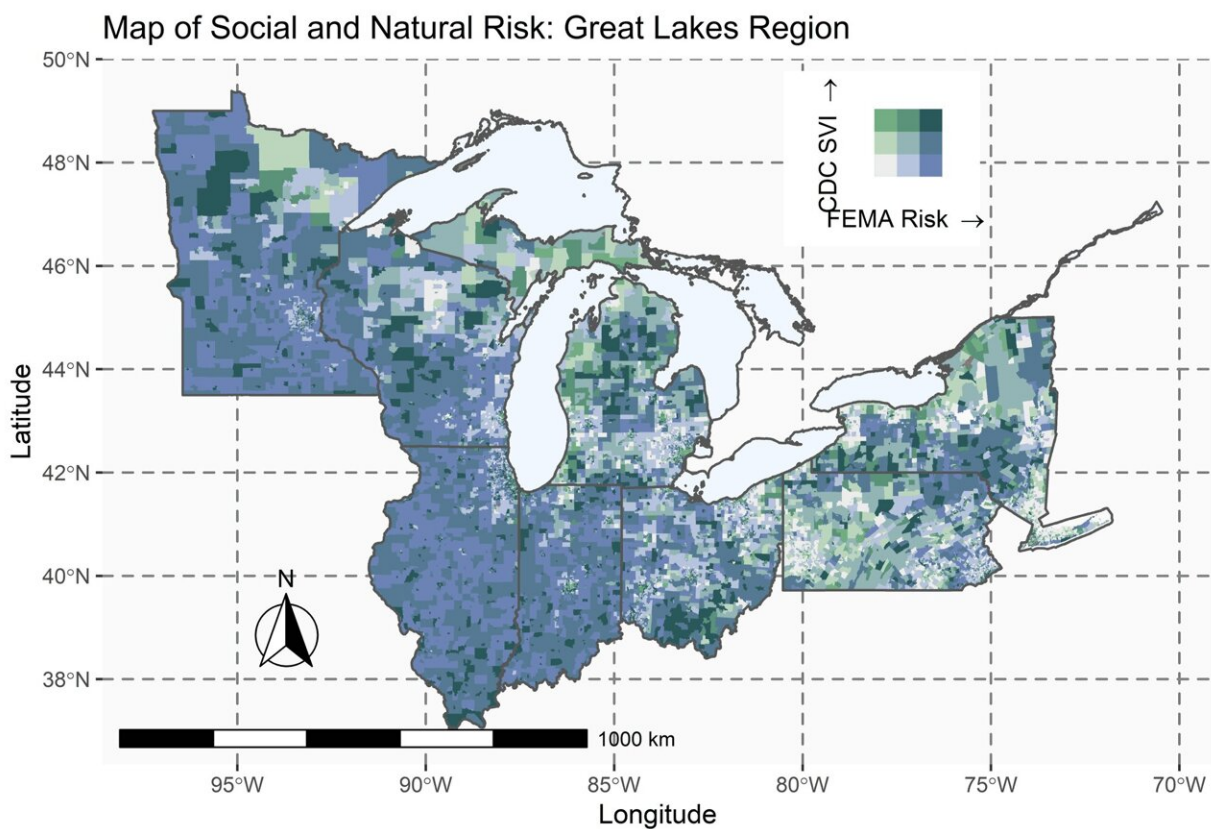 Map of Social and Natural Risk: Great Lakes Region
50°N
48°N
46°N
44°N
42°N
40°N
38°N
Latitude
CDC SVI →
FEMA Risk →
N
1000 km
95°W
90°W
85°W
80°W
75°W
70°W
Longitude